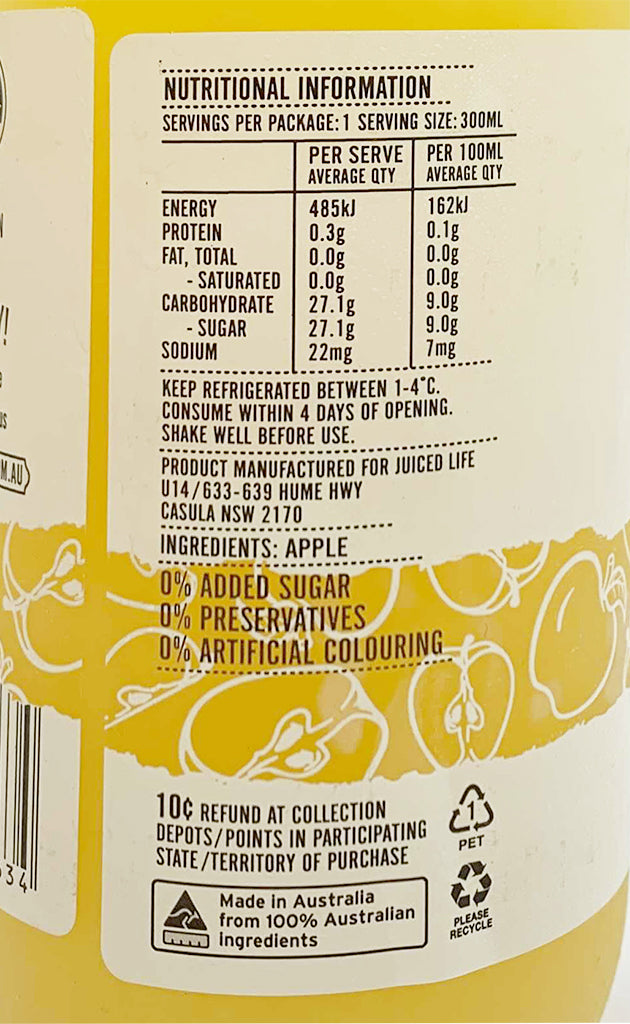 NUTRITIONAL INFORMATION
SERVINGS PER PACKAGE: 1 SERVING SIZE: 300ML
PER SERVE PER 100ML
AVERAGE QTY AVERAGE QTY
ENERGY 485kJ 162kJ
PROTEIN 0.3g 0.1g
FAT, TOTAL 0.0g 0.0g
- SATURATED 0.0g 0.0g
CARBOHYDRATE 27.1g 9.0g
- SUGAR 27.1g 9.0g
SODIUM 22mg 7mg
KEEP REFRIGERATED BETWEEN 1-4°C.
CONSUME WITHIN 4 DAYS OF OPENING.
SHAKE WELL BEFORE USE.
PRODUCT MANUFACTURED FOR JUICED LIFE
U14/633-639 HUME HWY
CASULA NSW 2170
INGREDIENTS: APPLE
0% ADDED SUGAR
0% PRESERVATIVES
0% ARTIFICIAL COLOURING
10¢ REFUND AT COLLECTION
DEPOTS/POINTS IN PARTICIPATING
STATE/TERRITORY OF PURCHASE
1
PET
PLEASE
RECYCLE
Made in Australia
from 100% Australian
ingredients
M.AU
34